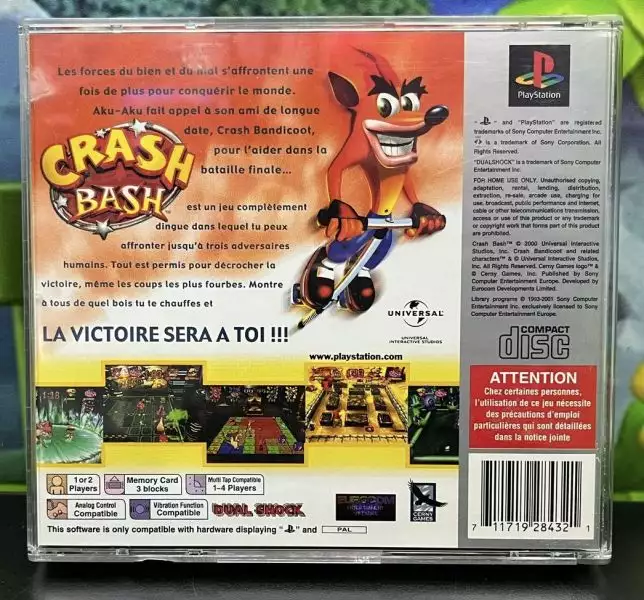 Les forces du bien et du mal s'affrontent une
fois de plus pour conquérir le monde.
Aku-Aku fait appel à son ami de longue
date, Crash Bandicoot,
pour l'aider dans la
bataille finale...
CRASH
BASH
est un jeu complètement
dingue dans lequel tu peux
affronter jusqu'à trois adversaires
humains. Tout est permis pour décrocher la
victoire, même les coups les plus fourbes. Montre
à tous de quel bois tu te chauffes et
LA VICTOIRE SERA A TOI !!!
UNIVERSAL
UNIVERSAL
INTERACTIVE STUDIOS
www.playstation.com
1 or 2
Players
Memory Card
3 blocks
Multi Tap Compatible
1-4 Players
Analog Control
Compatible
Vibration Function
Compatible
DUAL SHOCK
EUROCOM
CERNY
GAMES
This software is only compatible with hardware displaying " " and PAL
PlayStation
" " and "PlayStation" are registered
trademarks of Sony Computer Entertainment Inc.
is a trademark of Sony Corporation. All
Rights Reserved.
"DUALSHOCK" is a trademark of Sony Computer
Entertainment Inc.
FOR HOME USE ONLY. Unauthorised copying,
adaptation, rental, lending, distribution,
extraction, re-sale, arcade use, charging for
use, broadcast, public performance and internet,
cable or other telecommunications transmission,
access or use of this product or any trademark
or copyright work that forms part of this product
are prohibited.
Crash Bash™ © 2000 Universal Interactive
Studios, Inc. Crash Bandicoot and related
characters™ & © Universal Interactive Studios,
Inc. All Rights Reserved. Cerny Games logo™ &
© Cerny Games, Inc. Published by Sony
Computer Entertainment Europe. Developed by
Eurocom Developments Limited.
Library programs © 1993-2001 Sony Computer
Entertainment Inc. exclusively licensed to Sony
Computer Entertainment Europe.
COMPACT
disc
ATTENTION
Chez certaines personnes,
l'utilisation de ce jeu nécessite
des précautions d'emploi
particulières qui sont détaillées
dans la notice jointe
7 11719 28432 1